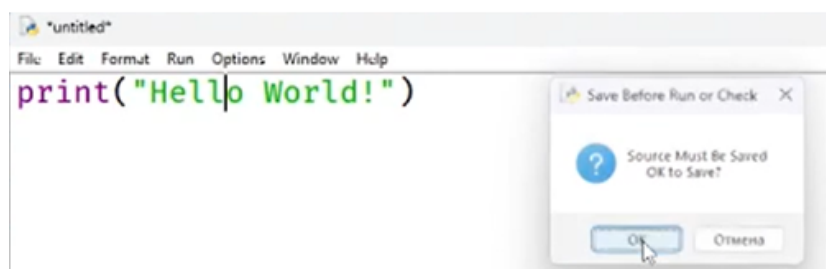 *untitled*
File Edit Format Run Options Window Help
print("Hello World!")
Save Before Run or Check
Source Must Be Saved
OK to Save?
OK Отмена